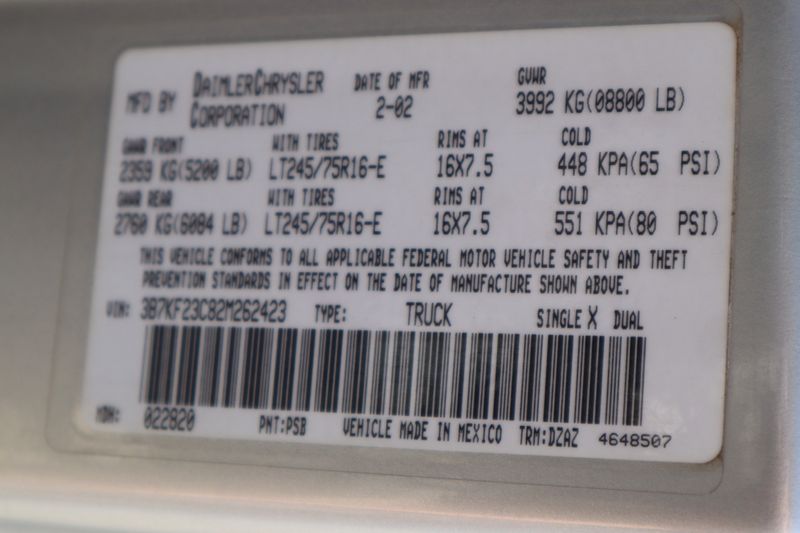 MFD BY DAIMLERCHRYSLER CORPORATION DATE OF MFR 2-02 GVWR 3992 KG(08800 LB)
GAWR FRONT WITH TIRES RIMS AT COLD
2359 KG(5200 LB) LT245/75R16-E 16X7.5 448 KPA(65 PSI)
GAWR REAR WITH TIRES RIMS AT COLD
2760 KG(6084 LB) LT245/75R16-E 16X7.5 551 KPA(80 PSI)
THIS VEHICLE CONFORMS TO ALL APPLICABLE FEDERAL MOTOR VEHICLE SAFETY AND THEFT
PREVENTION STANDARDS IN EFFECT ON THE DATE OF MANUFACTURE SHOWN ABOVE.
VIN: 3B7KF23C82M262423 TYPE: TRUCK SINGLE X DUAL
MDH: 022820 PNT:PSB VEHICLE MADE IN MEXICO TRM:DZAZ 4648507